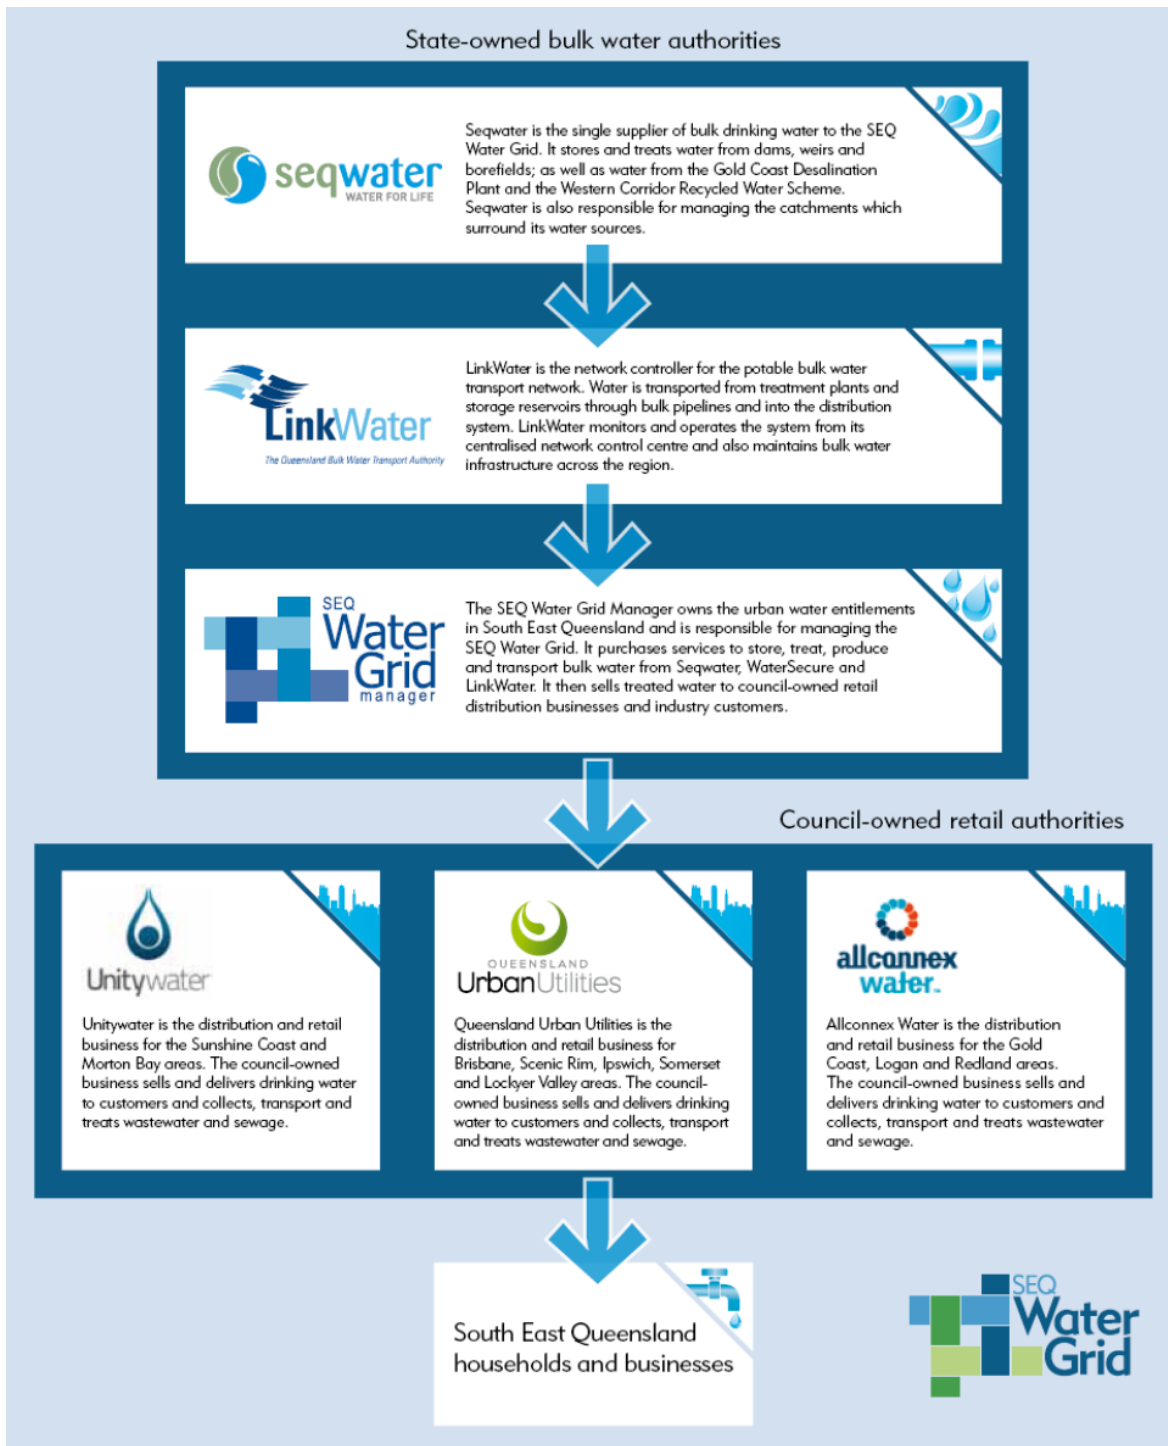 State-owned bulk water authorities
seqwater
WATER FOR LIFE
Seqwater is the single supplier of bulk drinking water to the SEQ
Water Grid. It stores and treats water from dams, weirs and
borefields; as well as water from the Gold Coast Desalination
Plant and the Western Corridor Recycled Water Scheme.
Seqwater is also responsible for managing the catchments which
surround its water sources.
LinkWater
The Queensland Bulk Water Transport Authority
LinkWater is the network controller for the potable bulk water
transport network. Water is transported from treatment plants and
storage reservoirs through bulk pipelines and into the distribution
system. LinkWater monitors and operates the system from its
centralised network control centre and also maintains bulk water
infrastructure across the region.
SEQ
Water
Grid
manager
The SEQ Water Grid Manager owns the urban water entitlements
in South East Queensland and is responsible for managing the
SEQ Water Grid. It purchases services to store, treat, produce
and transport bulk water from Seqwater, WaterSecure and
LinkWater. It then sells treated water to council-owned retail
distribution businesses and industry customers.
Council-owned retail authorities
Unitywater
Unitywater is the distribution and retail
business for the Sunshine Coast and
Morton Bay areas. The council-owned
business sells and delivers drinking water
to customers and collects, transport and
treats wastewater and sewage.
QUEENSLAND
UrbanUtilities
Queensland Urban Utilities is the
distribution and retail business for
Brisbane, Scenic Rim, Ipswich, Somerset
and Lockyer Valley areas. The council-
owned business sells and delivers drinking
water to customers and collects, transport
and treats wastewater and sewage.
allconnex
water™
Allconnex Water is the distribution
and retail business for the Gold
Coast, Logan and Redland areas.
The council-owned business sells and
delivers drinking water to customers and
collects, transport and treats wastewater
and sewage.
South East Queensland
households and businesses
SEQ
Water
Grid